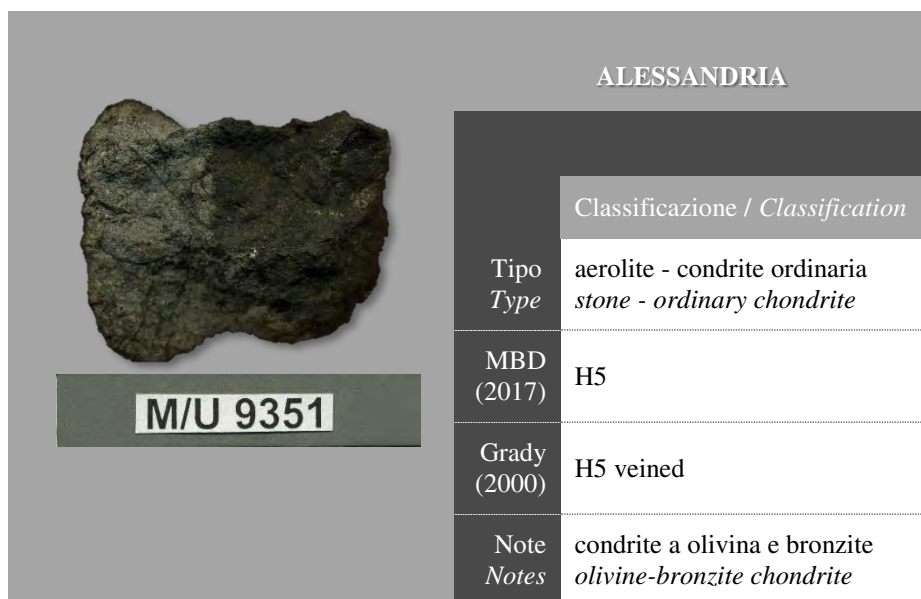 ALESSANDRIA
M/U 9351
Classificazione / Classification
Tipo
Type
aerolite - condrite ordinaria
stone - ordinary chondrite
MBD
(2017)
H5
Grady
(2000)
H5 veined
Note
Notes
condrite a olivina e bronzite
olivine-bronzite chondrite